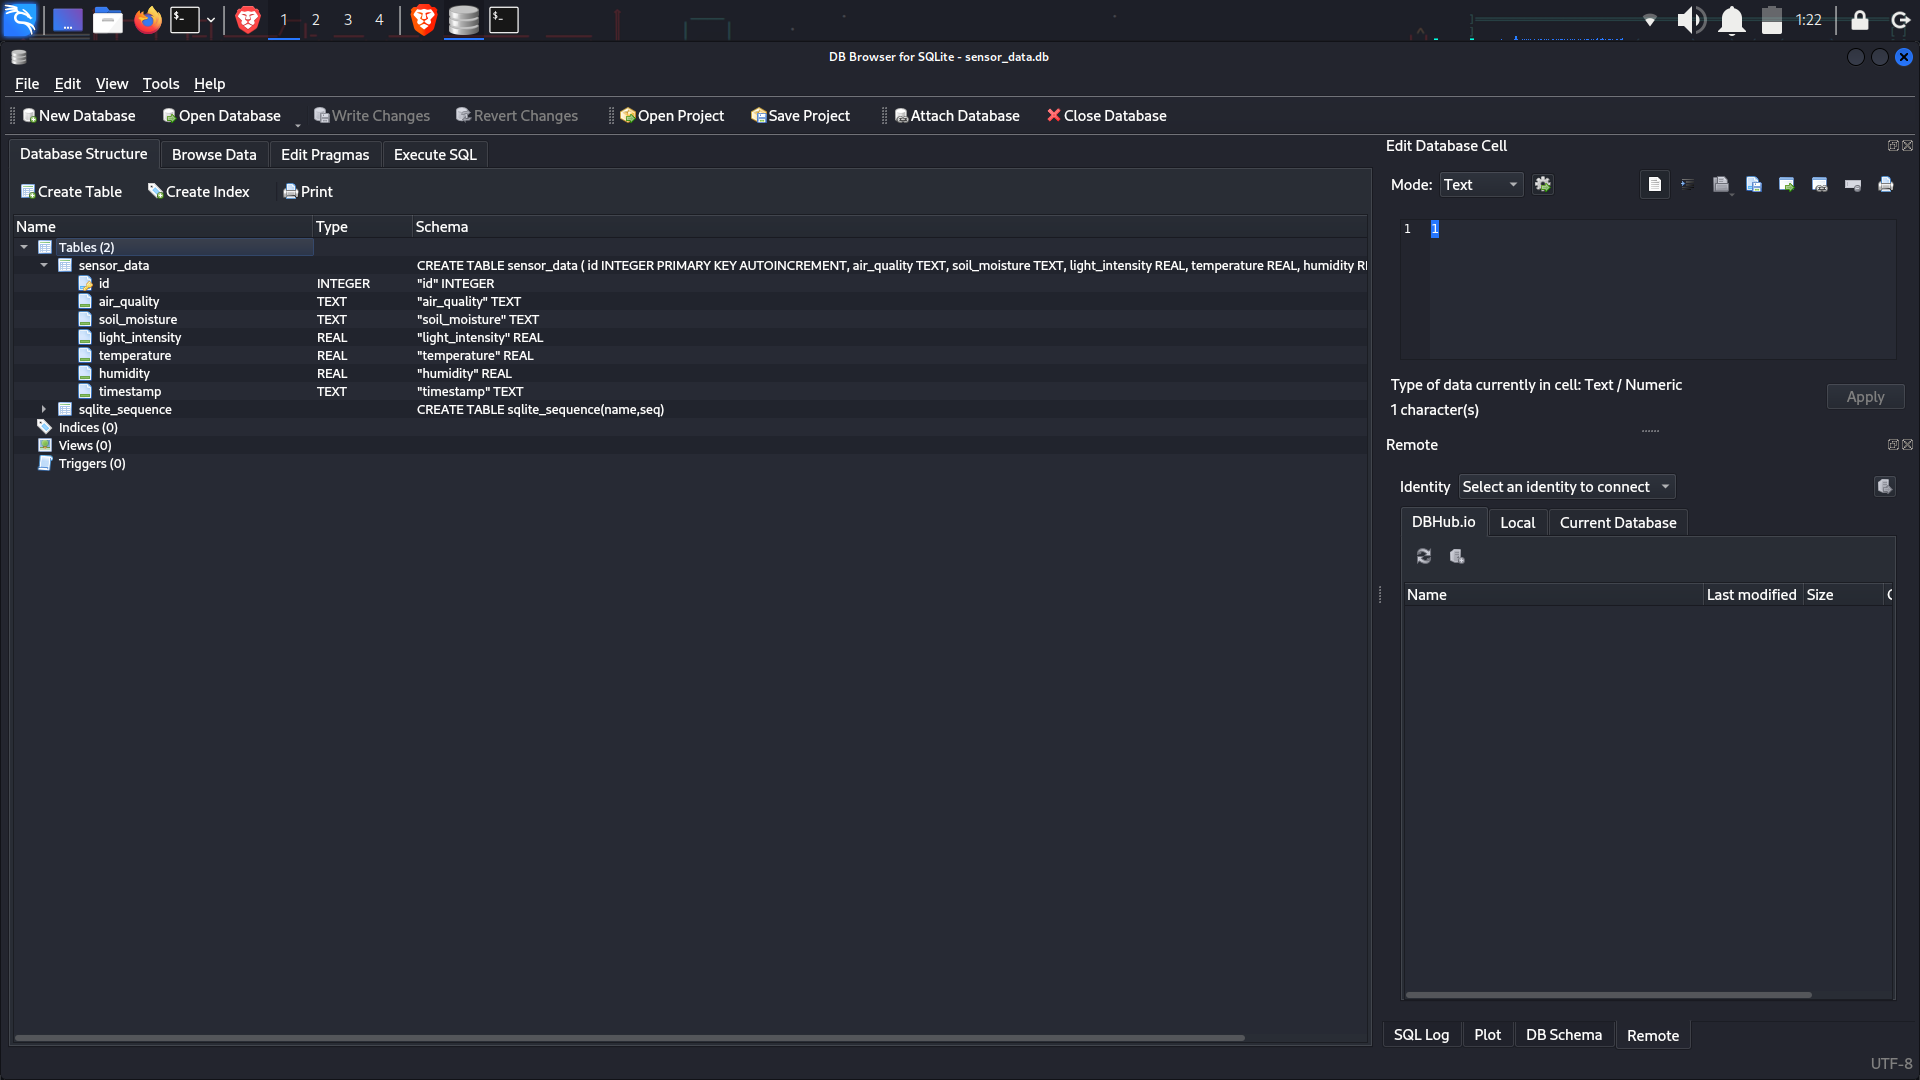 1 2 3 4 1:22
DB Browser for SQLite - sensor_data.db
File Edit View Tools Help
New Database Open Database Write Changes Revert Changes Open Project Save Project Attach Database Close Database
Database Structure Browse Data Edit Pragmas Execute SQL
Create Table Create Index Print
Name Type Schema
Tables (2)
sensor_data CREATE TABLE sensor_data ( id INTEGER PRIMARY KEY AUTOINCREMENT, air_quality TEXT, soil_moisture TEXT, light_intensity REAL, temperature REAL, humidity
id INTEGER "id" INTEGER
air_quality TEXT "air_quality" TEXT
soil_moisture TEXT "soil_moisture" TEXT
light_intensity REAL "light_intensity" REAL
temperature REAL "temperature" REAL
humidity REAL "humidity" REAL
timestamp TEXT "timestamp" TEXT
sqlite_sequence CREATE TABLE sqlite_sequence(name,seq)
Indices (0)
Views (0)
Triggers (0)
Edit Database Cell
Mode: Text
1 1
Type of data currently in cell: Text / Numeric
1 character(s)
Apply
Remote
Identity Select an identity to connect
DBHub.io Local Current Database
Name Last modified Size
SQL Log Plot DB Schema Remote
UTF-8